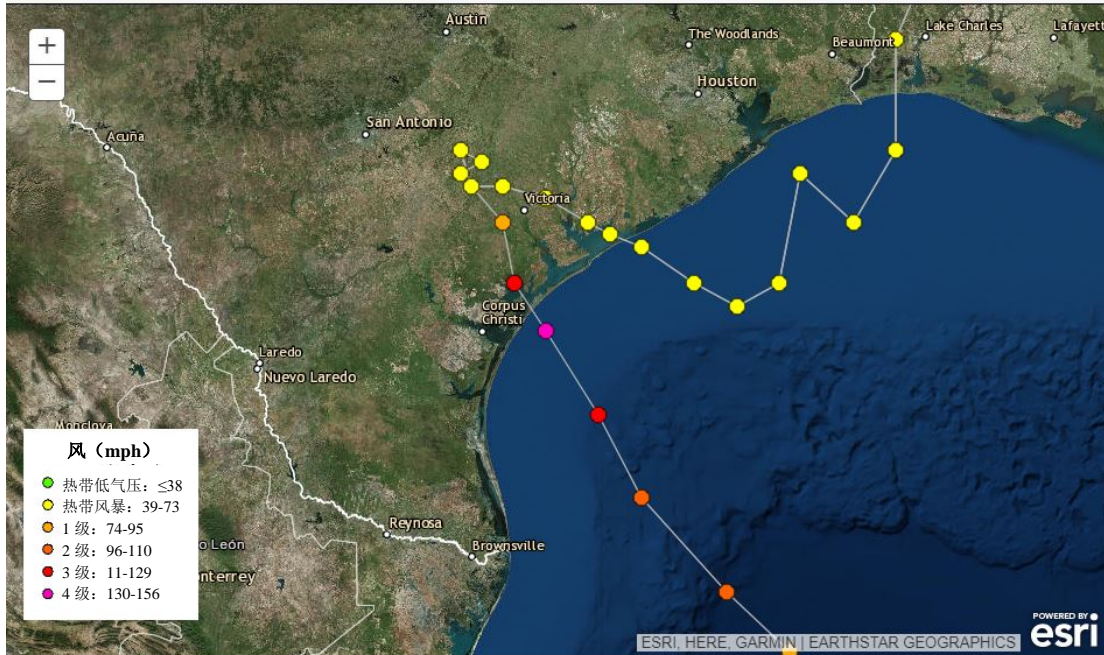 Austin
Lake Charles
Lafayett
The Woodlands
Beaumont
Houston
San Antonio
Acuña
Victoria
Corpus
Christi
Laredo
Nuevo Laredo
Monclova
Reynosa
Brownsville
o León
onterrey
+
−
风（mph）
热带低气压：≤38
热带风暴：39-73
1 级：74-95
2 级：96-110
3 级：11-129
4 级：130-156
ESRI, HERE, GARMIN | EARTHSTAR GEOGRAPHICS
POWERED BY
esri